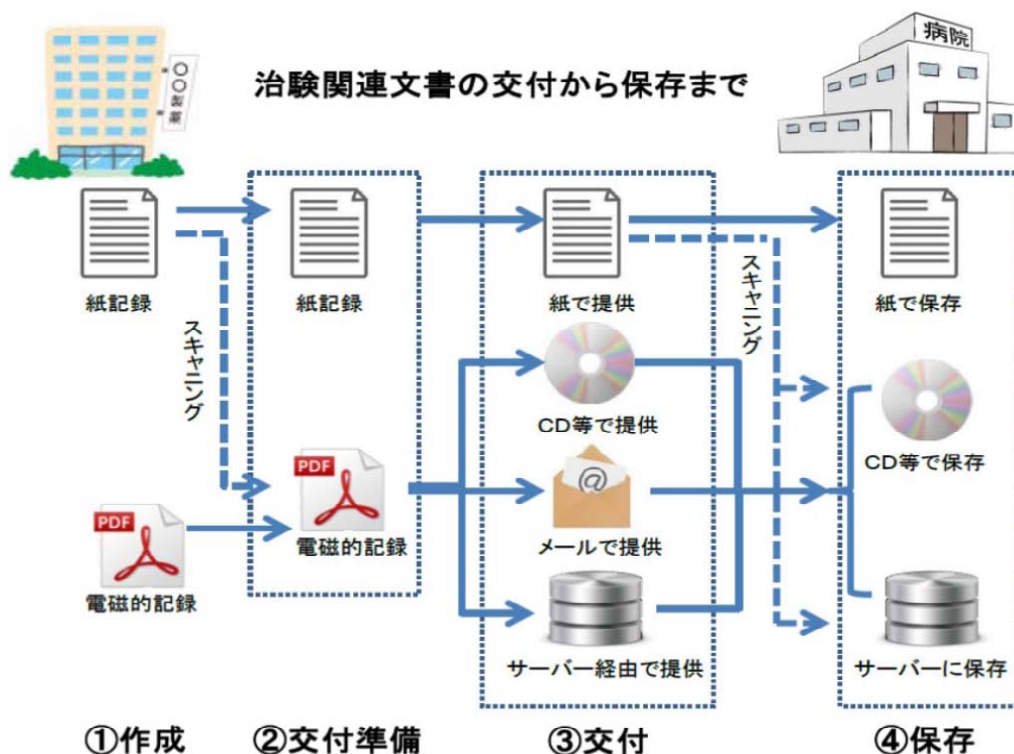 治験関連文書の交付から保存まで
〇〇製薬
病院
紙記録
紙記録
紙で提供
紙で保存
スキャニング
スキャニング
CD等で提供
CD等で保存
PDF
電磁的記録
PDF
電磁的記録
@
メールで提供
サーバー経由で提供
サーバーに保存
①作成
②交付準備
③交付
④保存